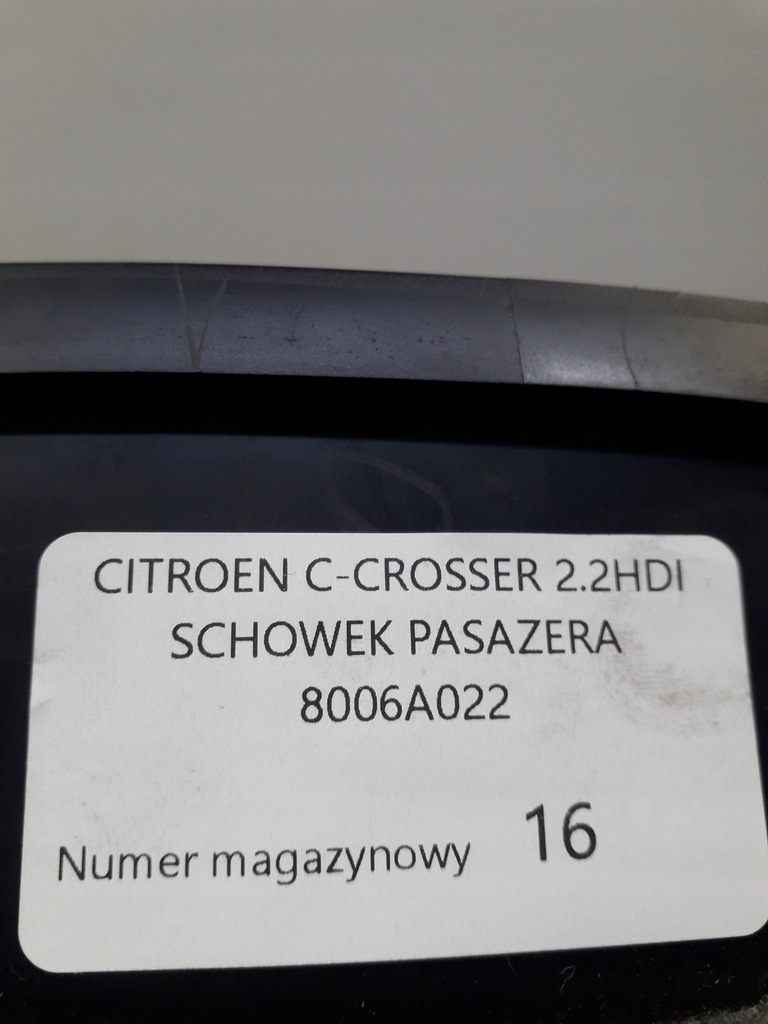 CITROEN C-CROSSER 2.2HDI
SCHOWEK PASAZERA
8006A022
Numer magazynowy 16